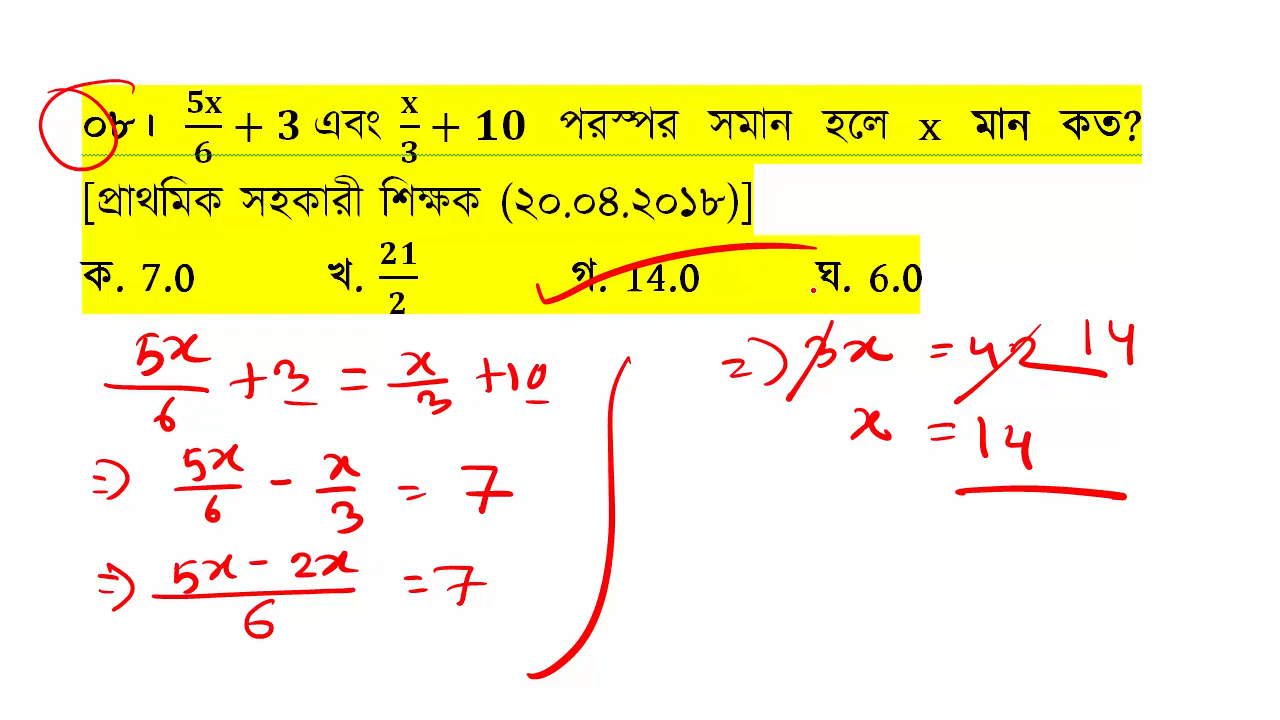 ০৮। 5x/6 + 3 এবং x/3 + 10 পরস্পর সমান হলে x মান কত?
[প্রাথমিক সহকারী শিক্ষক (২০.০৪.২০১৮)]
ক. 7.0 খ. 21/2 গ. 14.0 ঘ. 6.0
5x/6 + 3 = x/3 + 10
⇒ 5x/6 - x/3 = 7
⇒ 5x - 2x/6 = 7
⇒ 3x = 42 14
x = 14